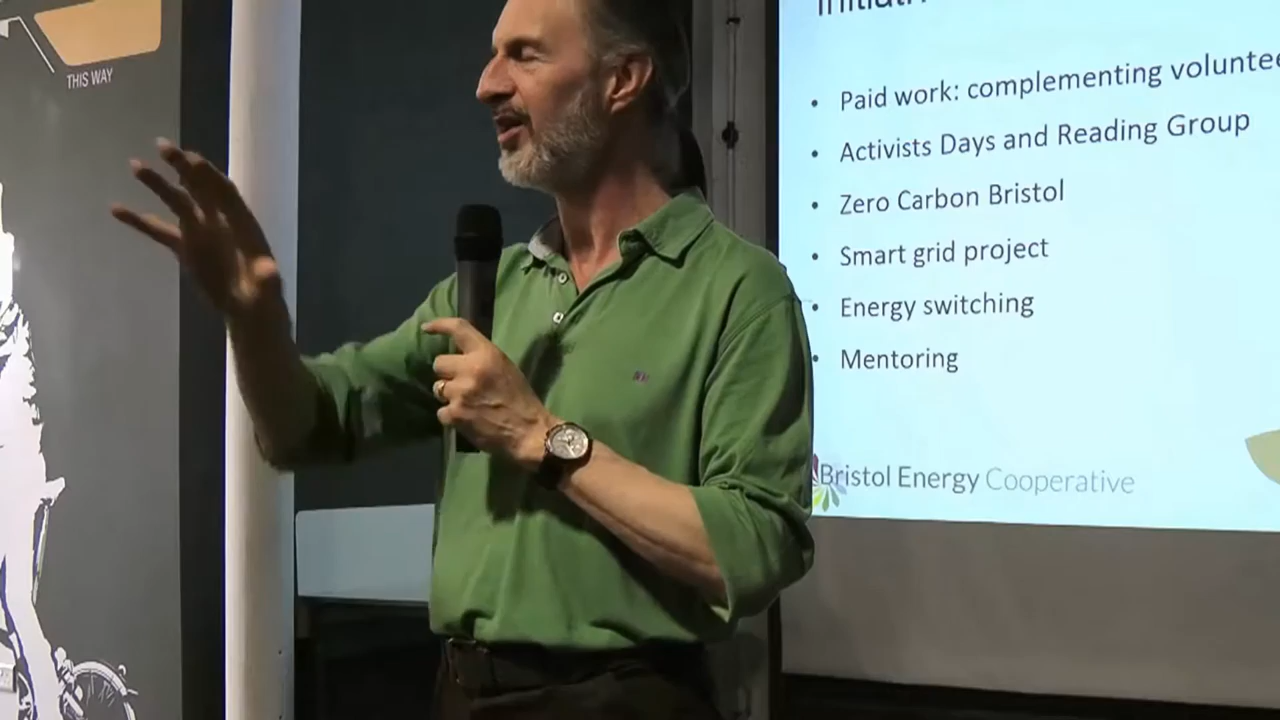 THIS WAY
Paid work: complementing
• Activists Days and Reading Group
• Zero Carbon Bristol
• Smart grid project
• Energy switching
• Mentoring
Bristol Energy Cooperative